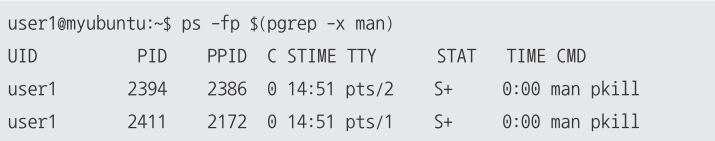 user1@myubuntu:~$ ps –fp $(pgrep –x man)
UID PID PPID C STIME TTY STAT TIME CMD
user1 2394 2386 0 14:51 pts/2 S+ 0:00 man pkill
user1 2411 2172 0 14:51 pts/1 S+ 0:00 man pkill